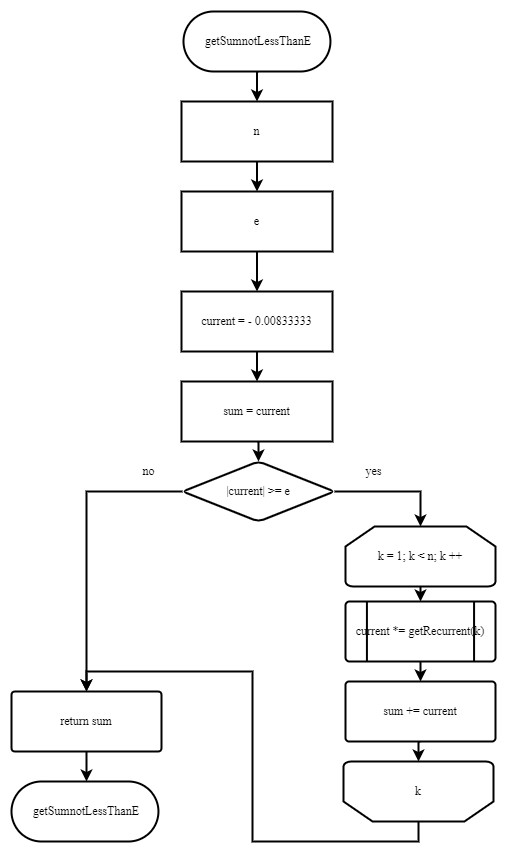 getSumnotLessThanE
n
e
current = - 0.00833333
sum = current
|current| >= e
no
yes
k = 1; k < n; k ++
current *= getRecurrent(k)
sum += current
k
return sum
getSumnotLessThanE